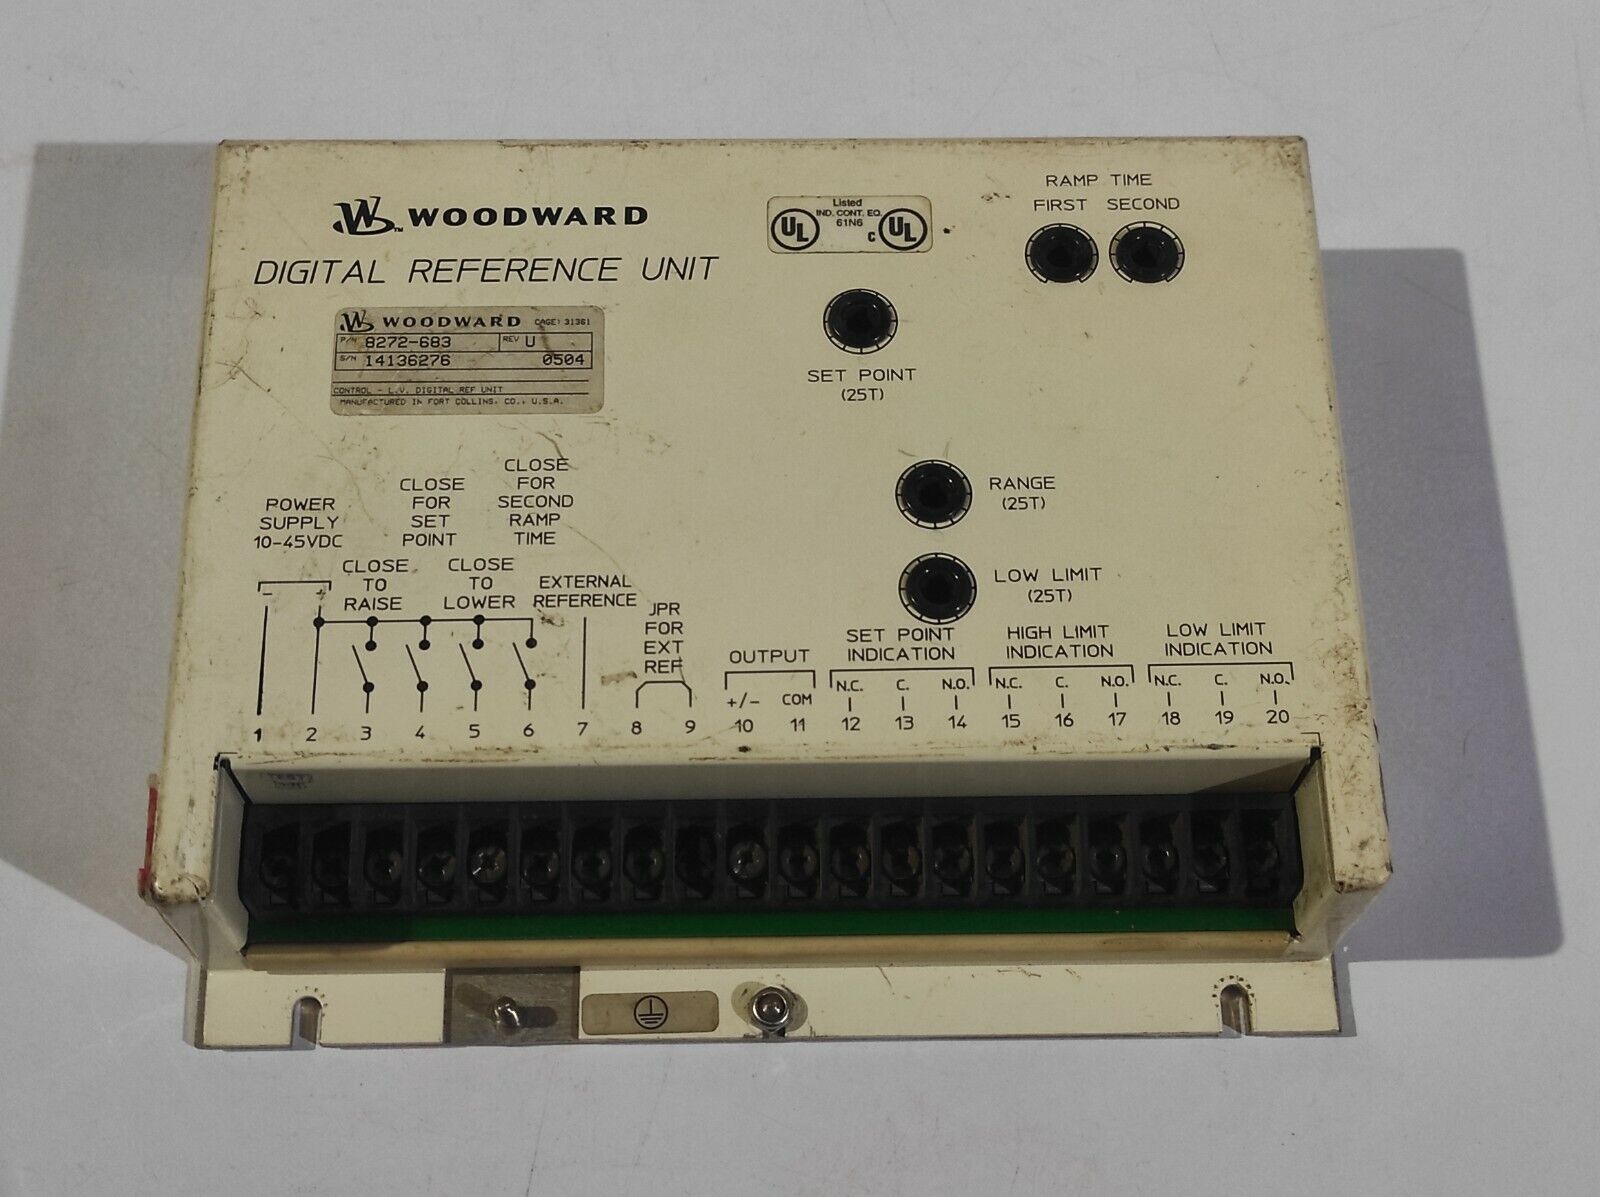 WOODWARD
DIGITAL REFERENCE UNIT
Listed
IND. CONT. EQ.
61N6
UL
c UL
RAMP TIME
FIRST SECOND
WOODWARD CAGE: 31361
P/N 8272-683 REV U
S/N 14136276 0504
CONTROL - L.V. DIGITAL REF UNIT
MANUFACTURED IN FORT COLLINS, CO., U.S.A.
SET POINT
(25T)
RANGE
(25T)
LOW LIMIT
(25T)
POWER
SUPPLY
10-45VDC
- +
CLOSE
TO
RAISE
CLOSE
FOR
SET
POINT
CLOSE
TO
LOWER
CLOSE
FOR
SECOND
RAMP
TIME
EXTERNAL
REFERENCE
JPR
FOR
EXT
REF
OUTPUT
+/- COM
SET POINT
INDICATION
N.C. C. N.O.
HIGH LIMIT
INDICATION
N.C. C. N.O.
LOW LIMIT
INDICATION
N.C. C. N.O.
1 2 3 4 5 6 7 8 9 10 11 12 13 14 15 16 17 18 19 20